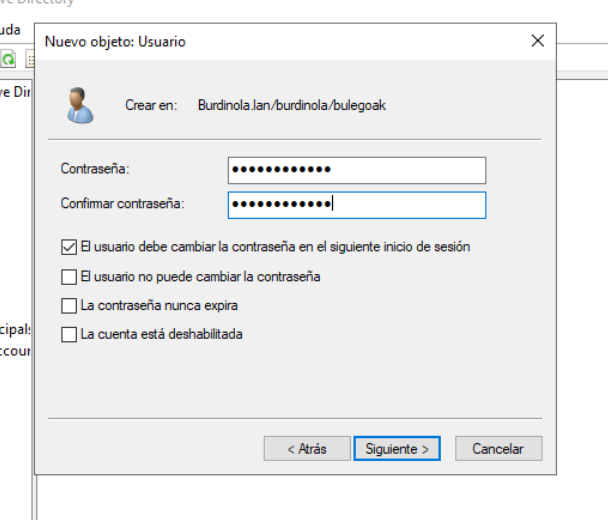 ve Directory
uda
Nuevo objeto: Usuario
ve Dir
Crear en: Burdinola.lan/burdinola/bulegoak
Contraseña: ●●●●●●●●●●●●
Confirmar contraseña: ●●●●●●●●●●●●
El usuario debe cambiar la contraseña en el siguiente inicio de sesión
El usuario no puede cambiar la contraseña
La contraseña nunca expira
cipals
La cuenta está deshabilitada
ccour
< Atrás Siguiente > Cancelar